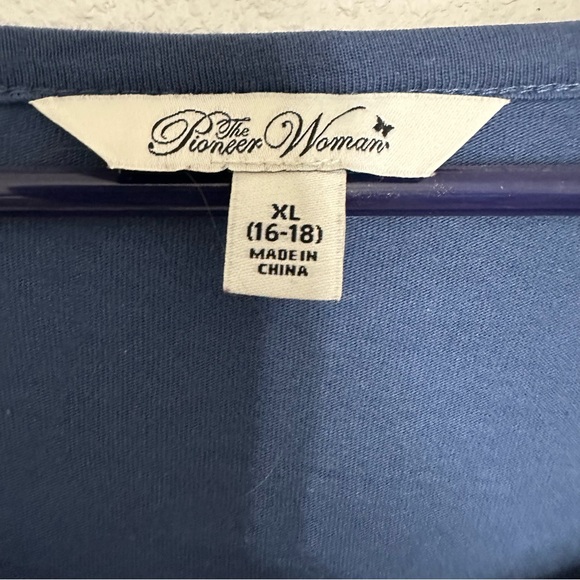 The
Pioneer Woman
XL
(16-18)
MADE IN
CHINA